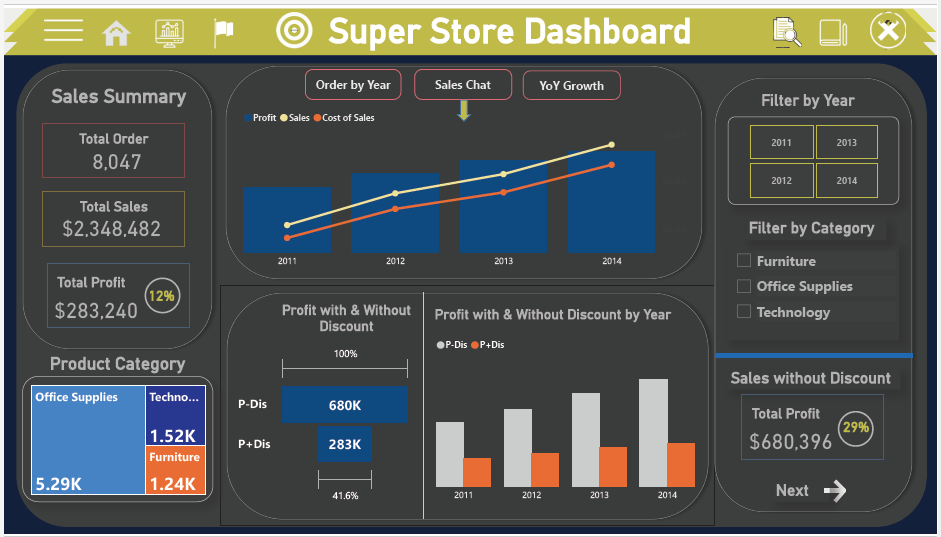 Super Store Dashboard
Sales Summary
Total Order
8,047
Total Sales
$2,348,482
Total Profit
$283,240
12%
Product Category
Office Supplies
5.29K
Techno...
1.52K
Furniture
1.24K
Order by Year
Sales Chat
YoY Growth
Profit Sales Cost of Sales
2011 2012 2013 2014
Profit with & Without
Discount
100%
P-Dis 680K
P+Dis 283K
41.6%
Profit with & Without Discount by Year
P-Dis P+Dis
2011 2012 2013 2014
Filter by Year
2011 2013
2012 2014
Filter by Category
Furniture
Office Supplies
Technology
Sales without Discount
Total Profit
$680,396
29%
Next